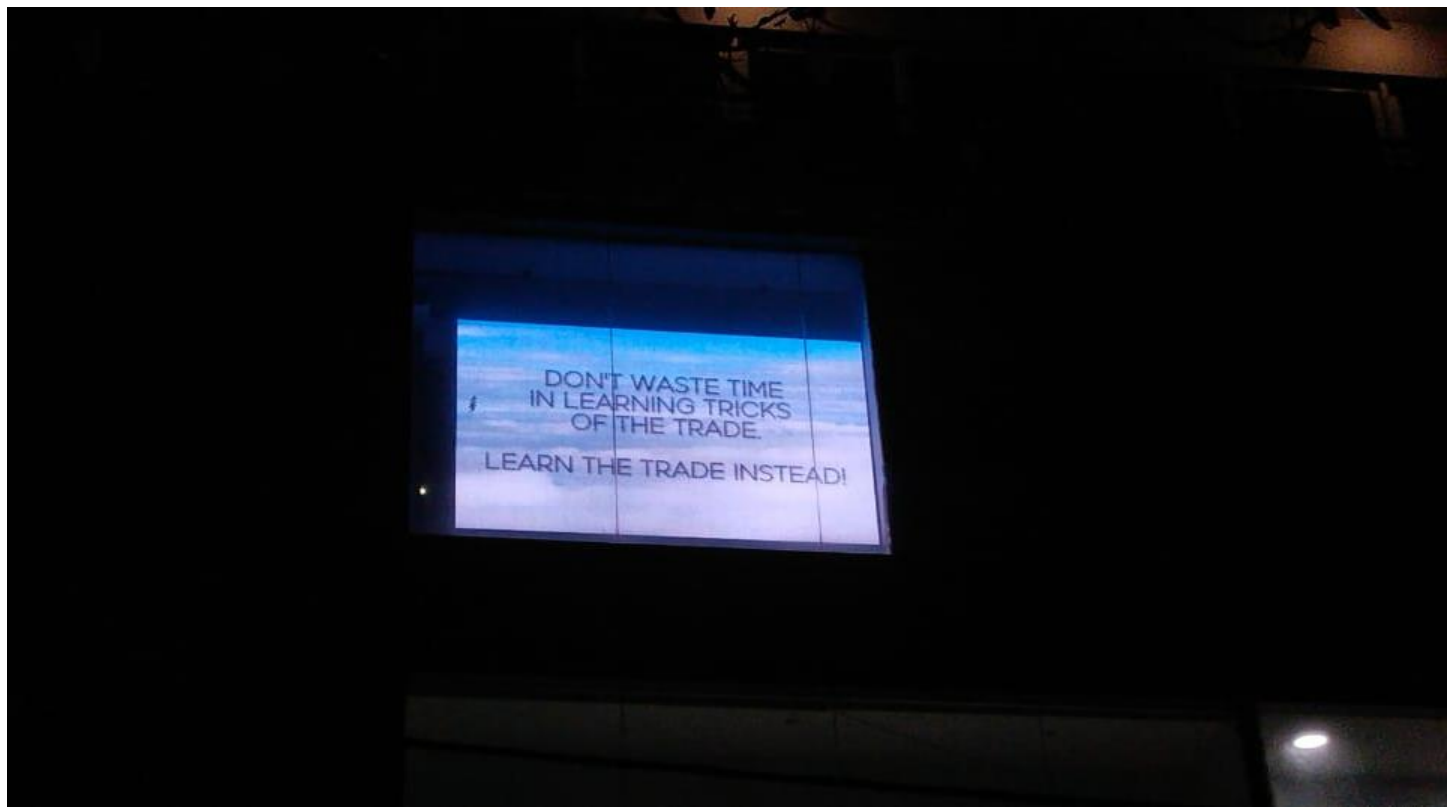 DON'T WASTE TIME
IN LEARNING TRICKS
OF THE TRADE.
LEARN THE TRADE INSTEAD!